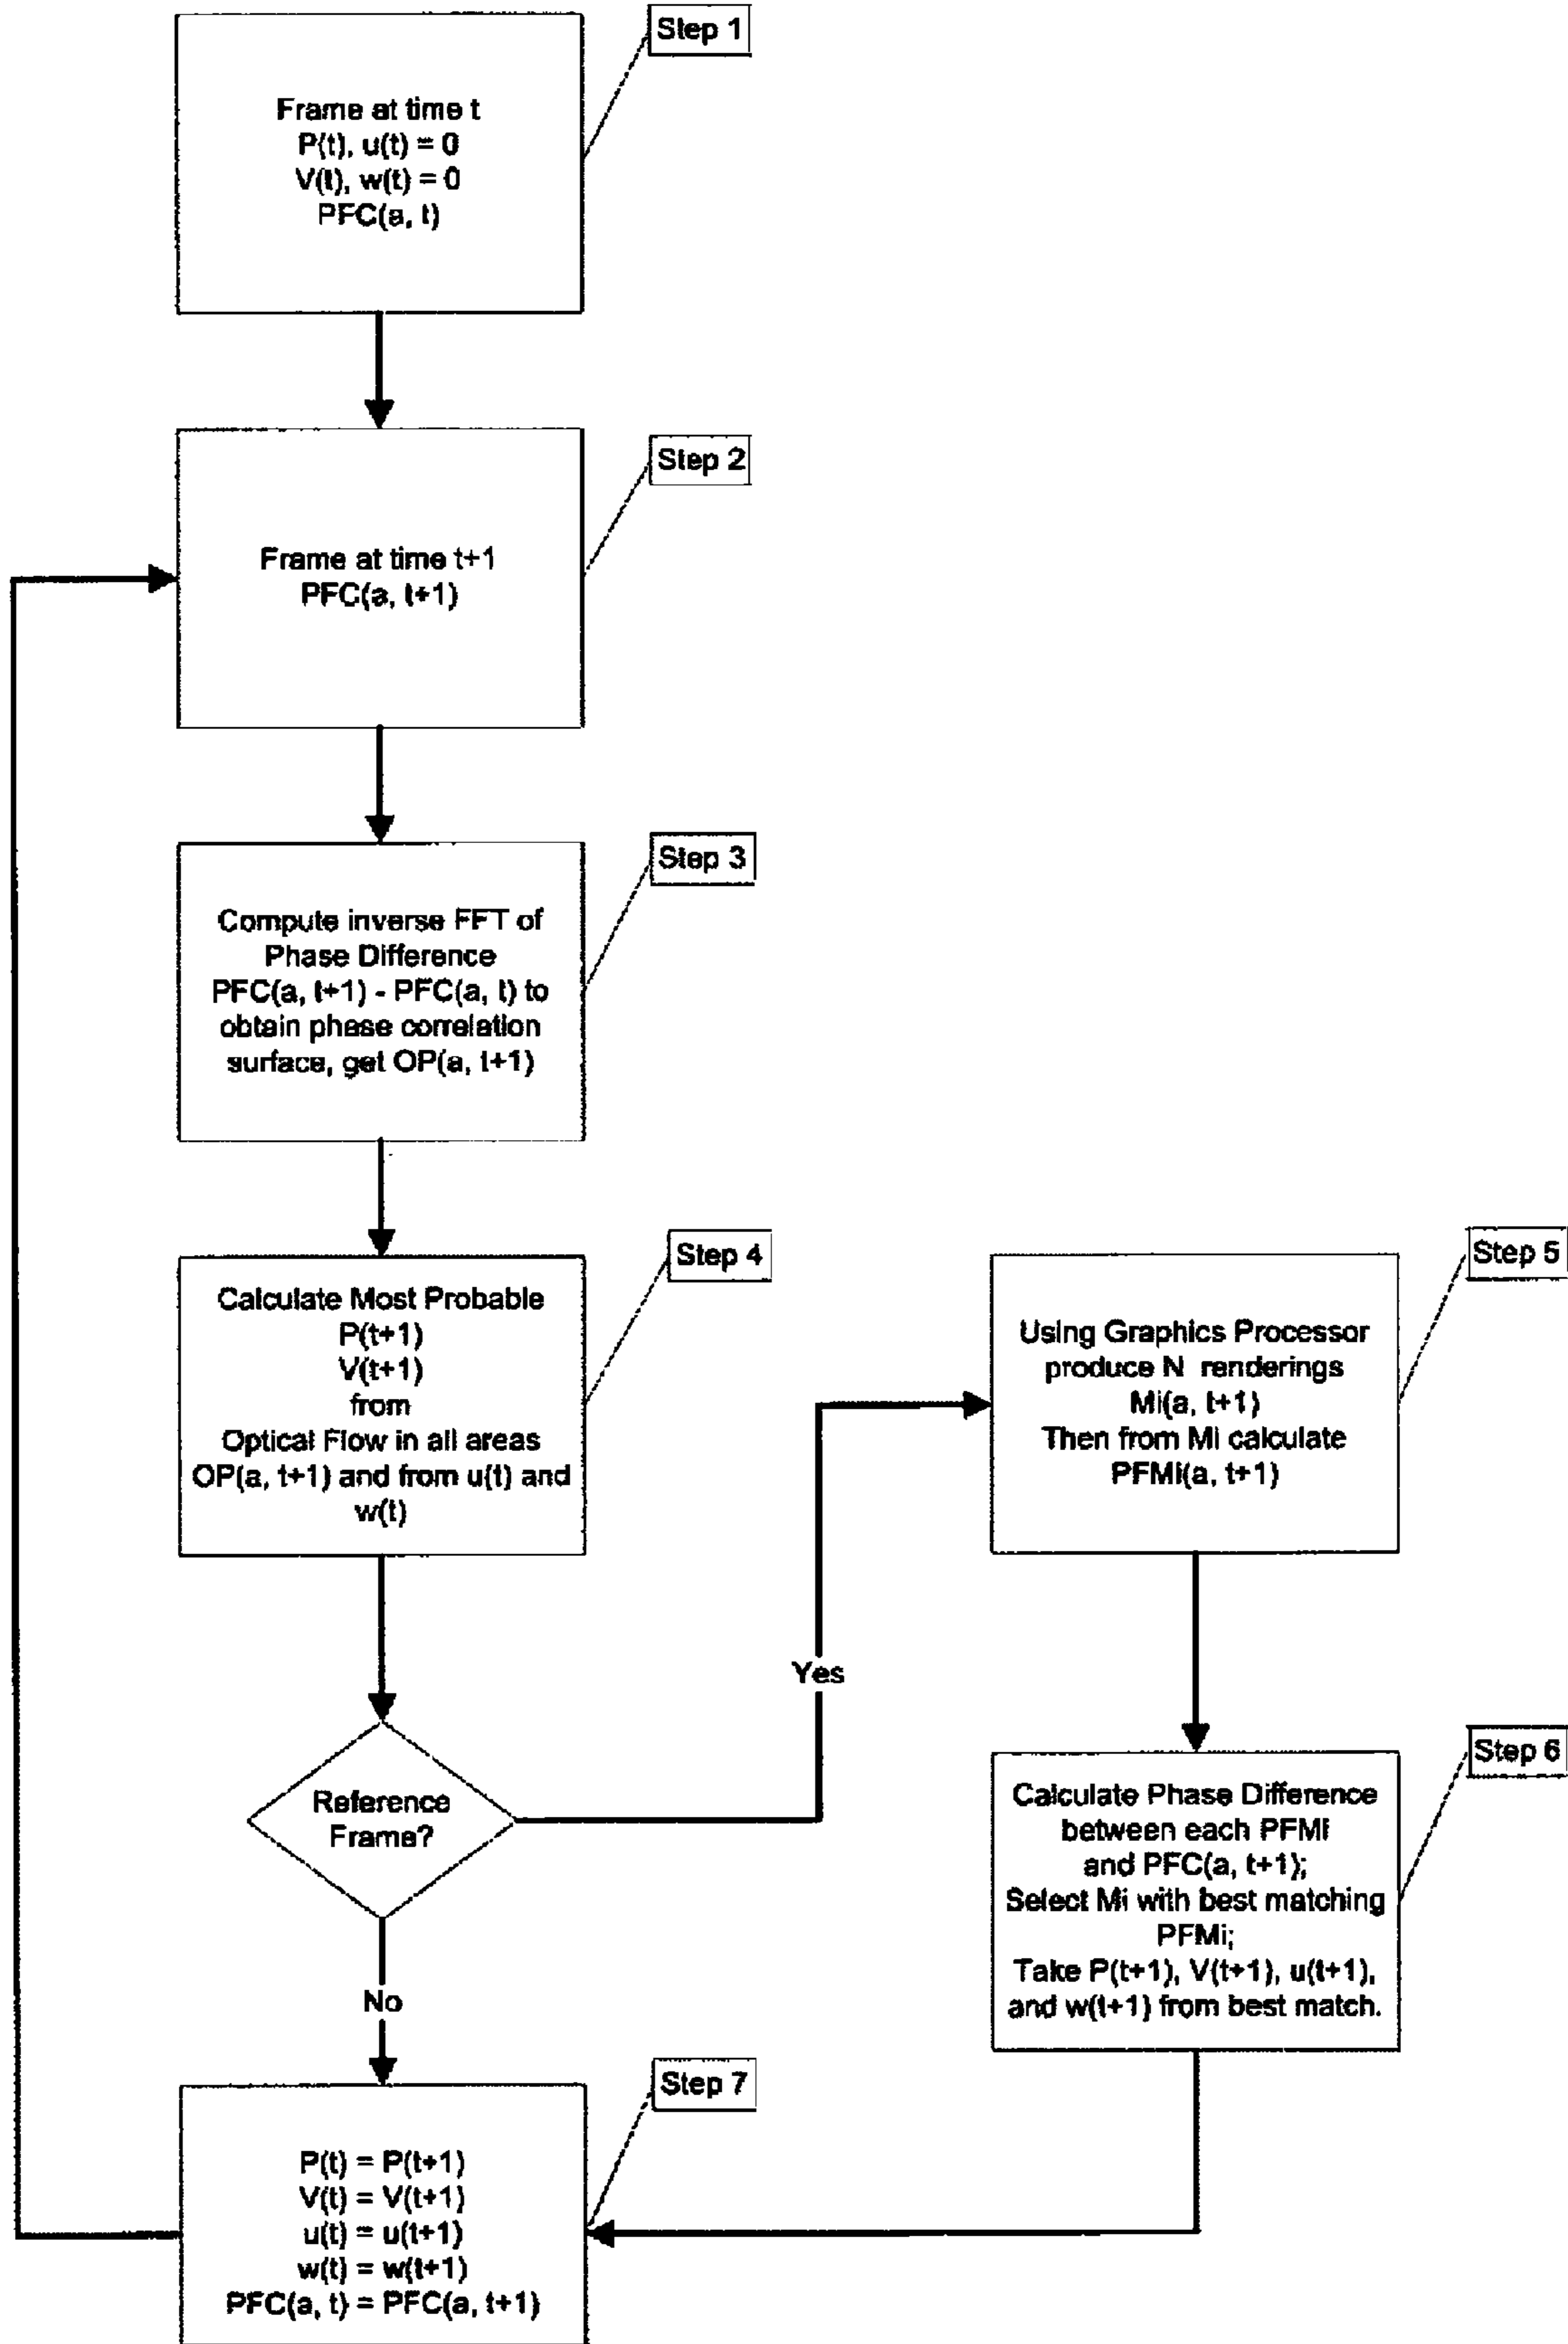 Step 1
Frame at time t
P(t), u(t) = 0
V(t), w(t) = 0
PFC(a, t)
Step 2
Frame at time t+1
PFC(a, t+1)
Step 3
Compute inverse FFT of
Phase Difference
PFC(a, t+1) - PFC(a, t) to
obtain phase correlation
surface, get OP(a, t+1)
Step 4
Calculate Most Probable
P(t+1)
V(t+1)
from
Optical Flow in all areas
OP(a, t+1) and from u(t) and
w(t)
Reference
Frame?
Yes
No
Step 5
Using Graphics Processor
produce N renderings
Mi(a, t+1)
Then from Mi calculate
PFMi(a, t+1)
Step 6
Calculate Phase Difference
between each PFMi
and PFC(a, t+1);
Select Mi with best matching
PFMi;
Take P(t+1), V(t+1), u(t+1),
and w(t+1) from best match.
Step 7
P(t) = P(t+1)
V(t) = V(t+1)
u(t) = u(t+1)
w(t) = w(t+1)
PFC(a, t) = PFC(a, t+1)